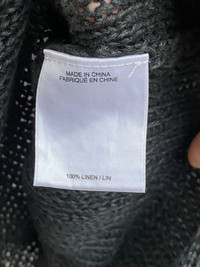 MADE IN CHINA
FABRIQUÉ EN CHINE
100% LINEN / LIN